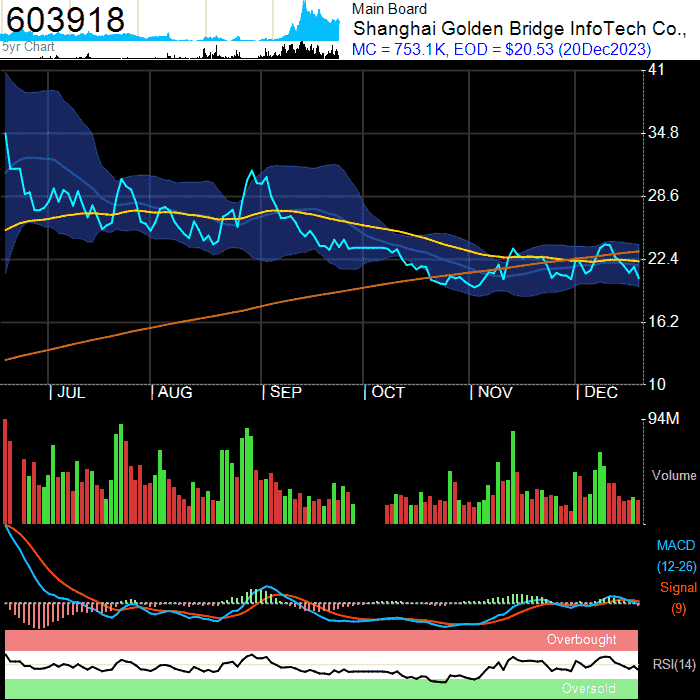 603918
5yr Chart
Main Board
Shanghai Golden Bridge InfoTech Co.,
MC = 753.1K, EOD = $20.53 (20Dec2023)
41
34.8
28.6
22.4
16.2
10
| JUL | AUG | SEP | OCT | NOV | DEC
94M
Volume
MACD
(12-26)
Signal
(9)
Overbought
RSI(14)
Oversold